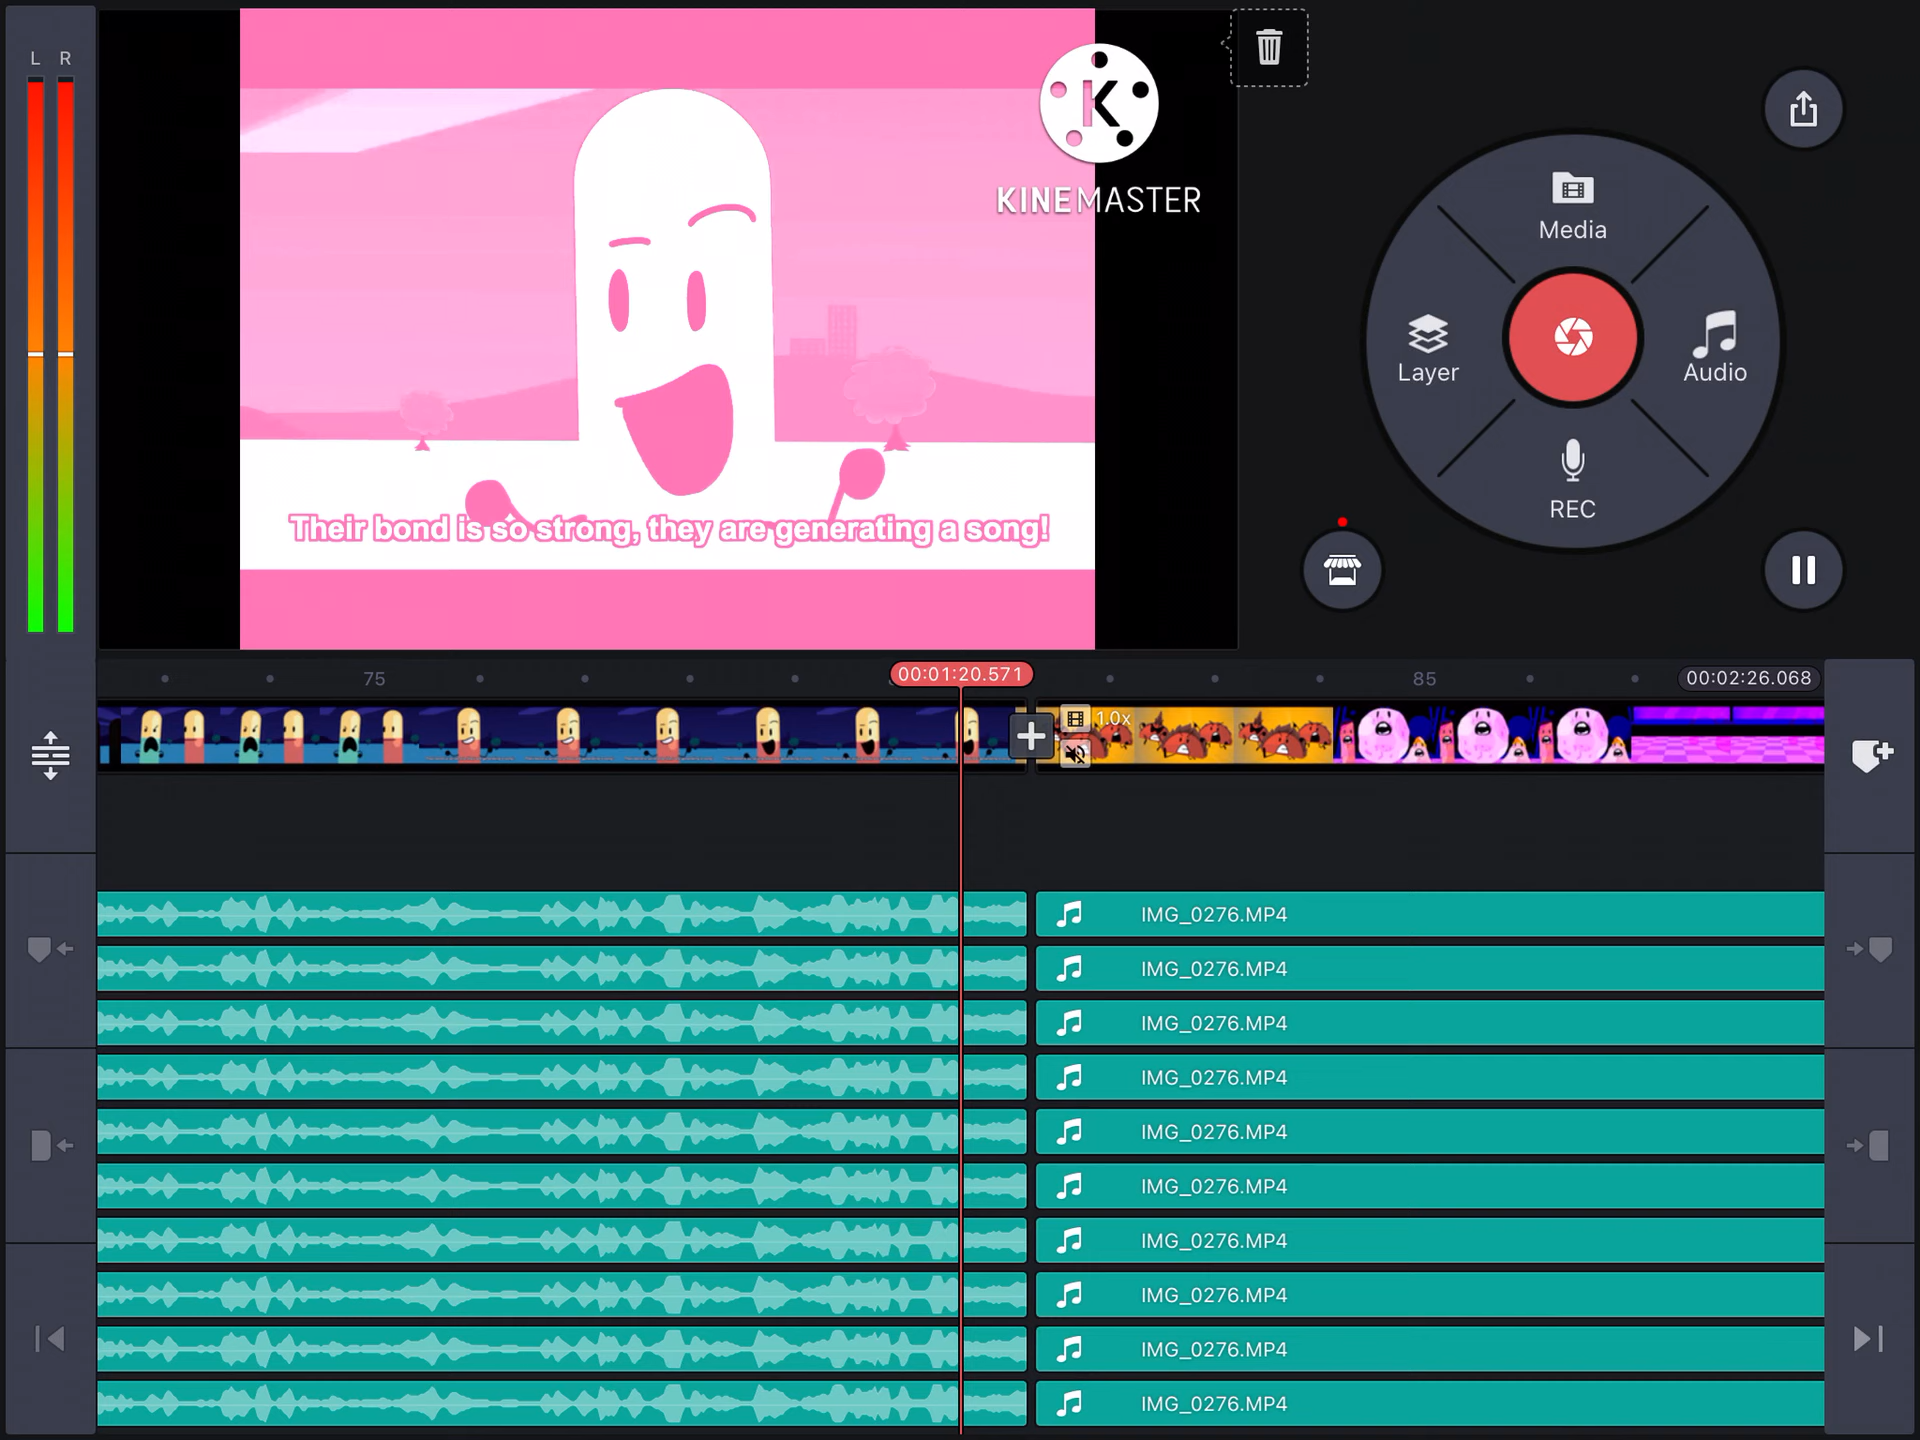 L R
KINEMASTER
Media
Layer
Audio
REC
Their bond is so strong, they are generating a song!
75
00:01:20.571
85
00:02:26.068
1.0x
IMG_0276.MP4
IMG_0276.MP4
IMG_0276.MP4
IMG_0276.MP4
IMG_0276.MP4
IMG_0276.MP4
IMG_0276.MP4
IMG_0276.MP4
IMG_0276.MP4
IMG_0276.MP4